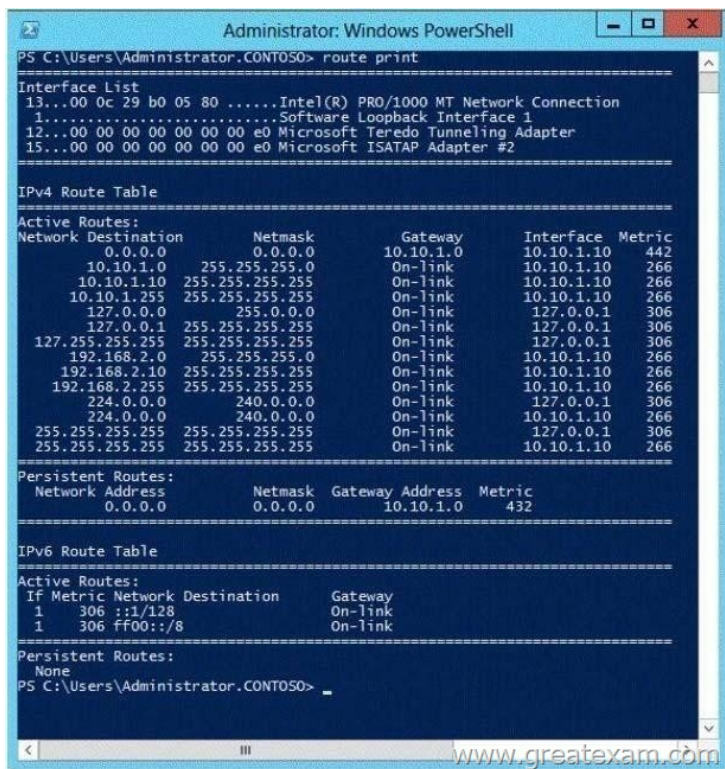 Administrator: Windows PowerShell
PS C:\Users\Administrator.CONTOSO> route print
===========================================================================
Interface List
13...00 0c 29 b0 05 80 ......Intel(R) PRO/1000 MT Network Connection
1...........................Software Loopback Interface 1
12...00 00 00 00 00 00 00 e0 Microsoft Teredo Tunneling Adapter
15...00 00 00 00 00 00 00 e0 Microsoft ISATAP Adapter #2
===========================================================================
IPv4 Route Table
===========================================================================
Active Routes:
Network Destination Netmask Gateway Interface Metric
0.0.0.0 0.0.0.0 10.10.1.0 10.10.1.10 442
10.10.1.0 255.255.255.0 On-link 10.10.1.10 266
10.10.1.10 255.255.255.255 On-link 10.10.1.10 266
10.10.1.255 255.255.255.255 On-link 10.10.1.10 266
127.0.0.0 255.0.0.0 On-link 127.0.0.1 306
127.0.0.1 255.255.255.255 On-link 127.0.0.1 306
127.255.255.255 255.255.255.255 On-link 127.0.0.1 306
192.168.2.0 255.255.255.0 On-link 10.10.1.10 266
192.168.2.10 255.255.255.255 On-link 10.10.1.10 266
192.168.2.255 255.255.255.255 On-link 10.10.1.10 266
224.0.0.0 240.0.0.0 On-link 127.0.0.1 306
224.0.0.0 240.0.0.0 On-link 10.10.1.10 266
255.255.255.255 255.255.255.255 On-link 127.0.0.1 306
255.255.255.255 255.255.255.255 On-link 10.10.1.10 266
===========================================================================
Persistent Routes:
Network Address Netmask Gateway Address Metric
0.0.0.0 0.0.0.0 10.10.1.0 432
===========================================================================
IPv6 Route Table
===========================================================================
Active Routes:
If Metric Network Destination Gateway
1 306 ::1/128 On-link
1 306 ff00::/8 On-link
===========================================================================
Persistent Routes:
None
PS C:\Users\Administrator.CONTOSO> _
www.greatexam.com